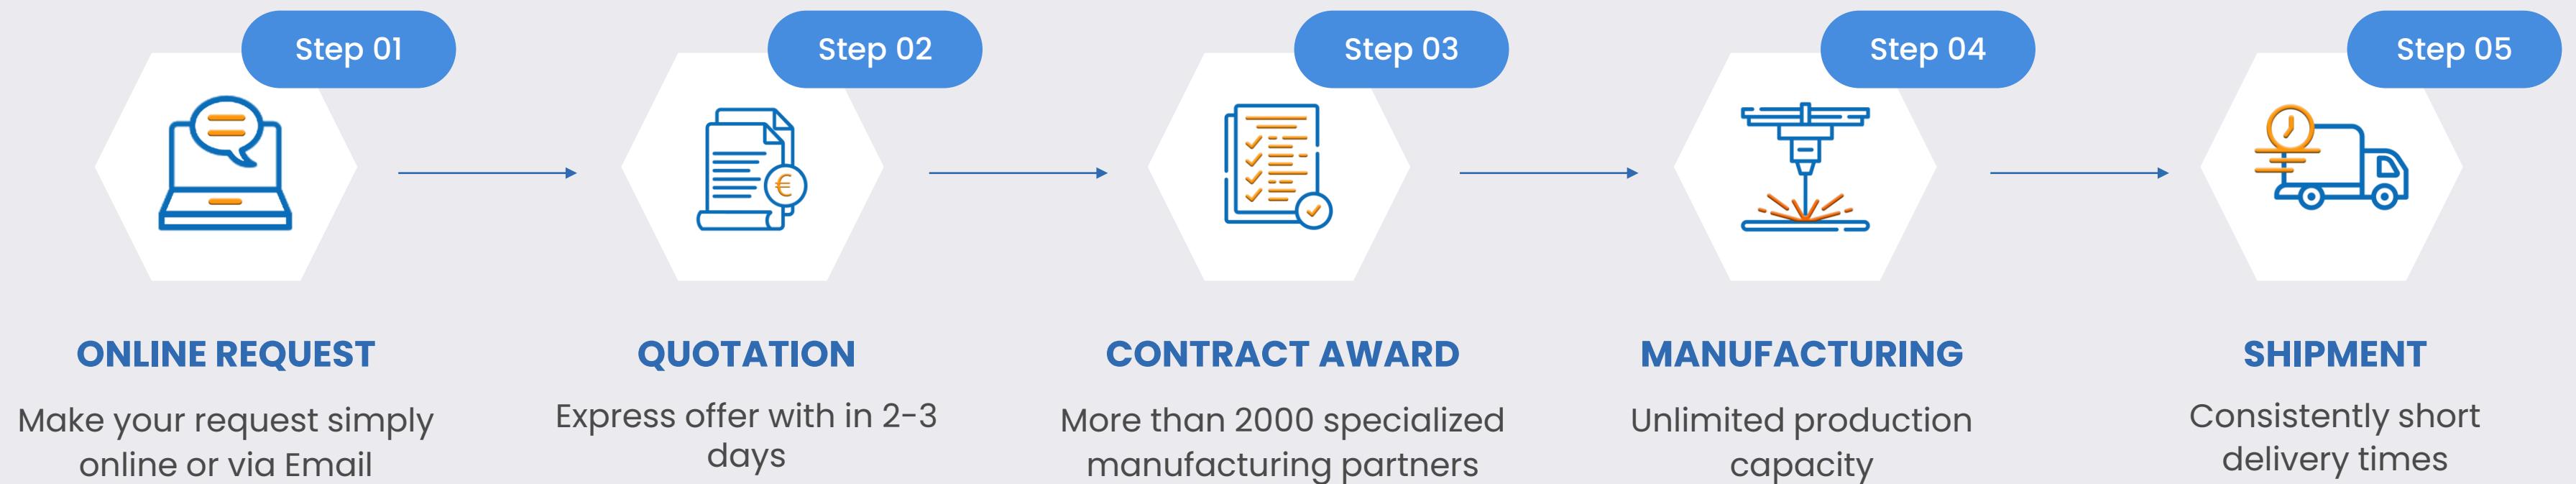 Step 01
Step 02
Step 03
Step 04
Step 05
€
ONLINE REQUEST
Make your request simply
online or via Email
QUOTATION
Express offer with in 2-3
days
CONTRACT AWARD
More than 2000 specialized
manufacturing partners
MANUFACTURING
Unlimited production
capacity
SHIPMENT
Consistently short
delivery times